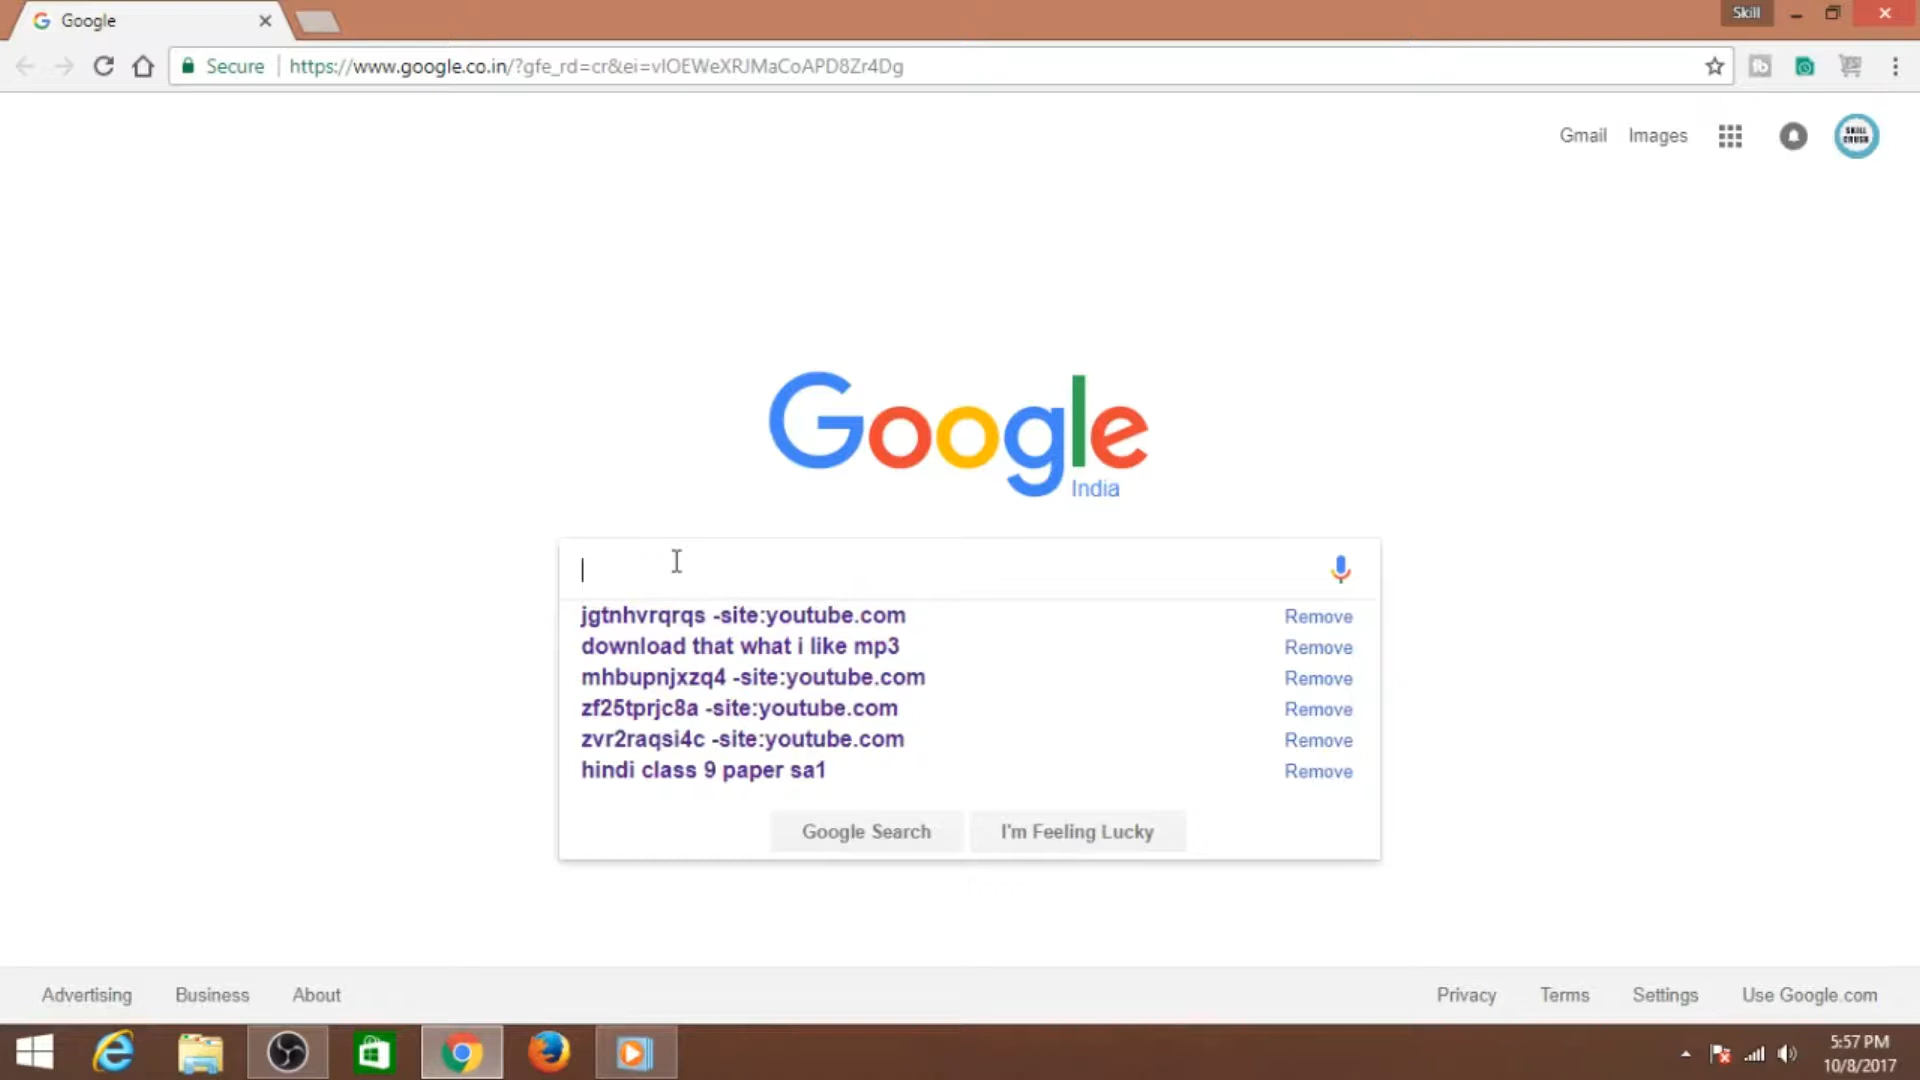 Google
Skill
Secure
https://www.google.co.in/?gfe_rd=cr&ei=vIOEWeXRJMaCoAPD8Zr4Dg
Gmail
Images
SKILL
CRUSH
Google
India
jgtnhvrqrqs -site:youtube.com
Remove
download that what i like mp3
Remove
mhbupnjxzq4 -site:youtube.com
Remove
zf25tprjc8a -site:youtube.com
Remove
zvr2raqsi4c -site:youtube.com
Remove
hindi class 9 paper sa1
Remove
Google Search
I'm Feeling Lucky
Advertising
Business
About
Privacy
Terms
Settings
Use Google.com
5:57 PM
10/8/2017